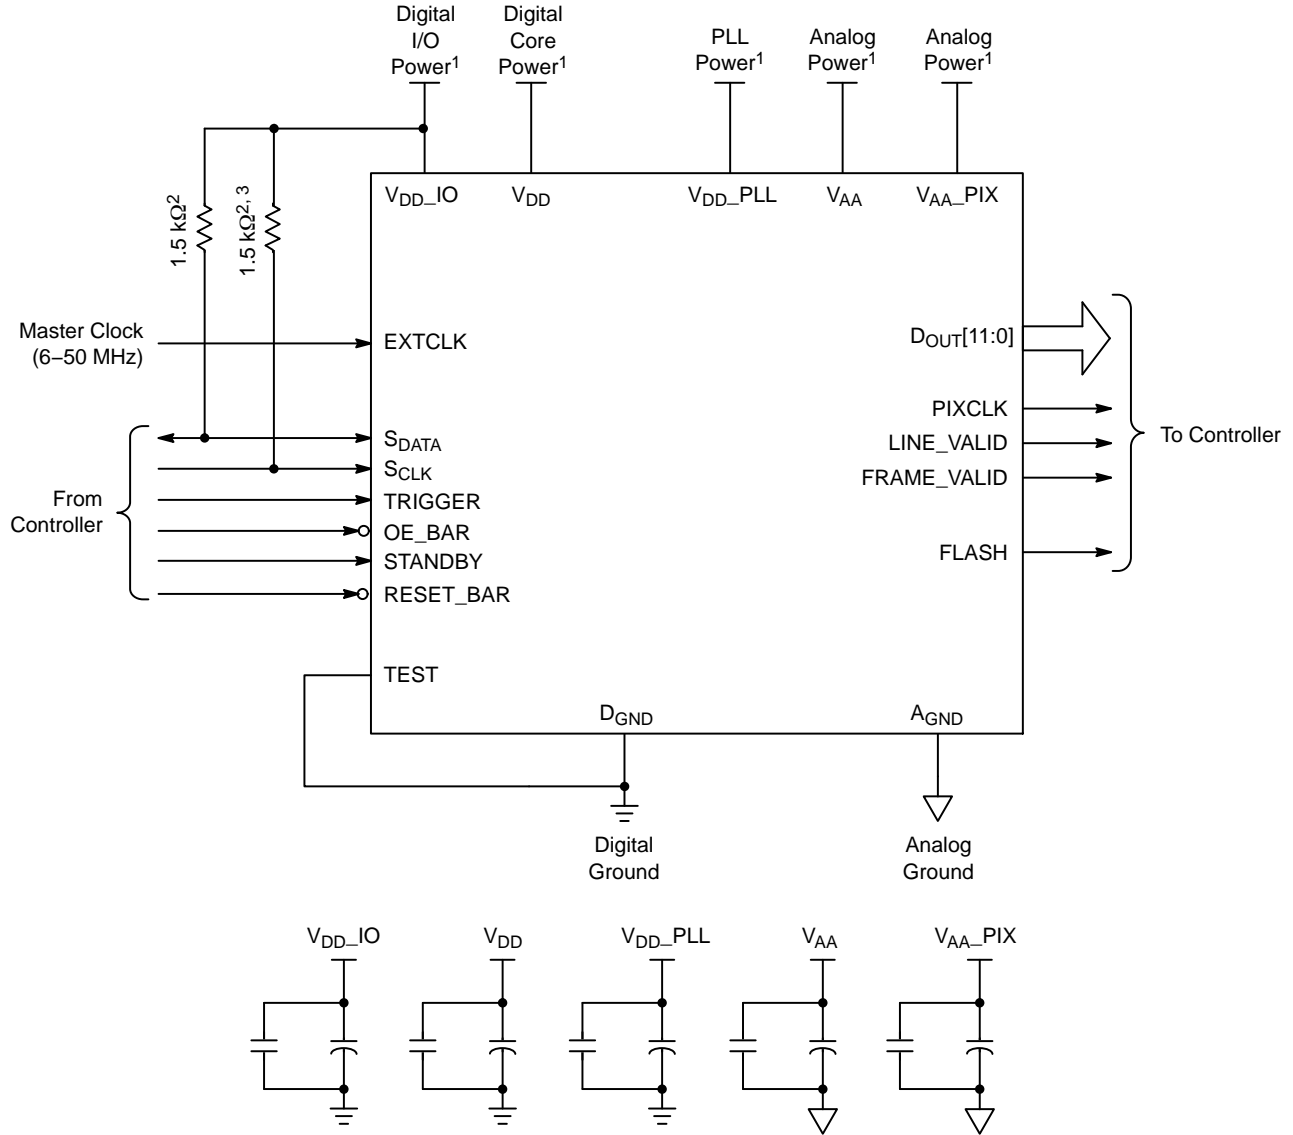 Digital
I/O
Power1
Digital
Core
Power1
PLL
Power1
Analog
Power1
Analog
Power1
1.5 kΩ2
1.5 kΩ2, 3
VDD_IO
VDD
VDD_PLL
VAA
VAA_PIX
Master Clock
(6–50 MHz)
EXTCLK
DOUT[11:0]
PIXCLK
LINE_VALID
FRAME_VALID
FLASH
To Controller
From
Controller
SDATA
SCLK
TRIGGER
OE_BAR
STANDBY
RESET_BAR
TEST
DGND
AGND
Digital
Ground
Analog
Ground
VDD_IO
VDD
VDD_PLL
VAA
VAA_PIX